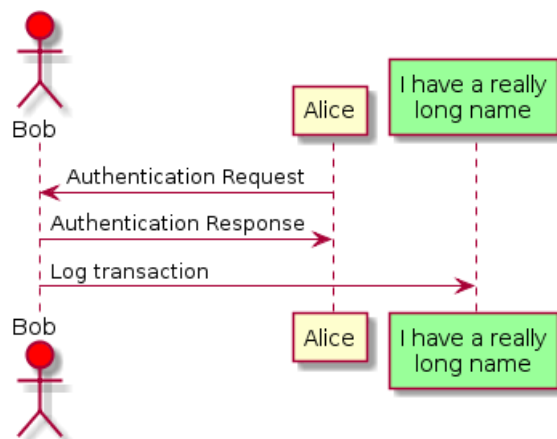 Bob
Alice
I have a really
long name
Authentication Request
Authentication Response
Log transaction
Bob
Alice
I have a really
long name